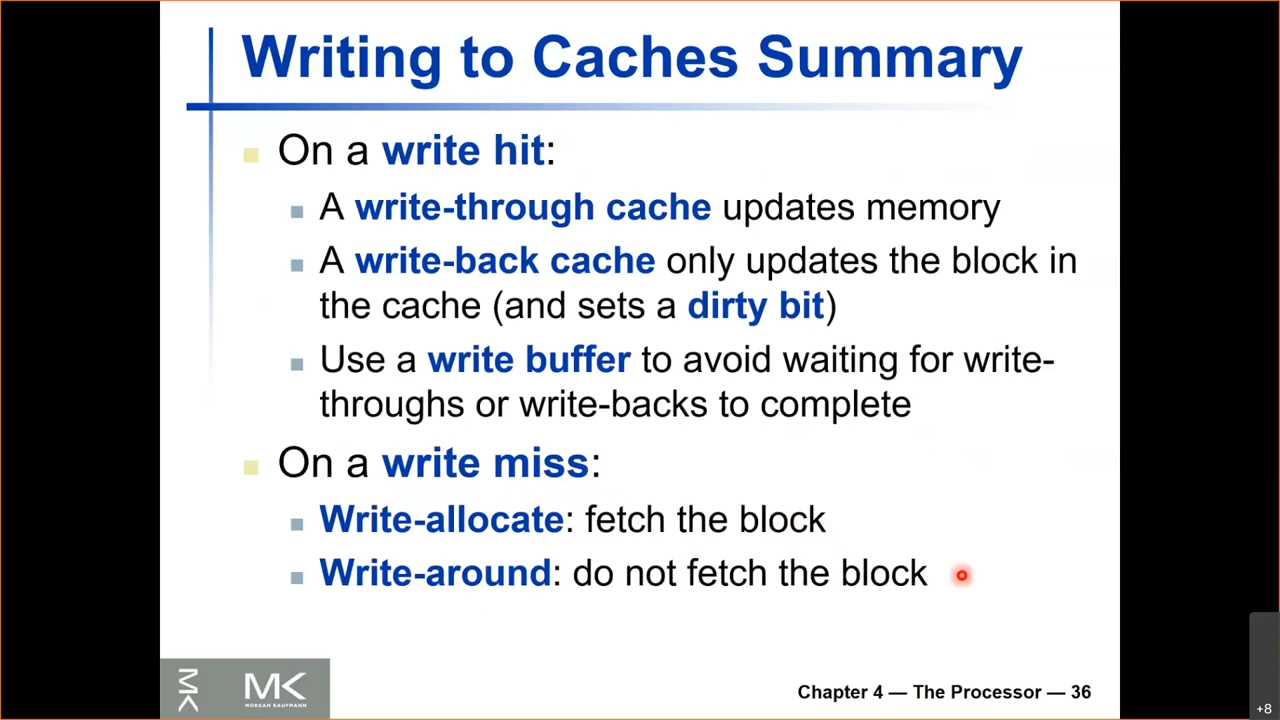 Writing to Caches Summary
On a write hit:
A write-through cache updates memory
A write-back cache only updates the block in
the cache (and sets a dirty bit)
Use a write buffer to avoid waiting for write-
throughs or write-backs to complete
On a write miss:
Write-allocate: fetch the block
Write-around: do not fetch the block
MK
MK
MORGAN KAUFMANN
Chapter 4 — The Processor — 36
+8